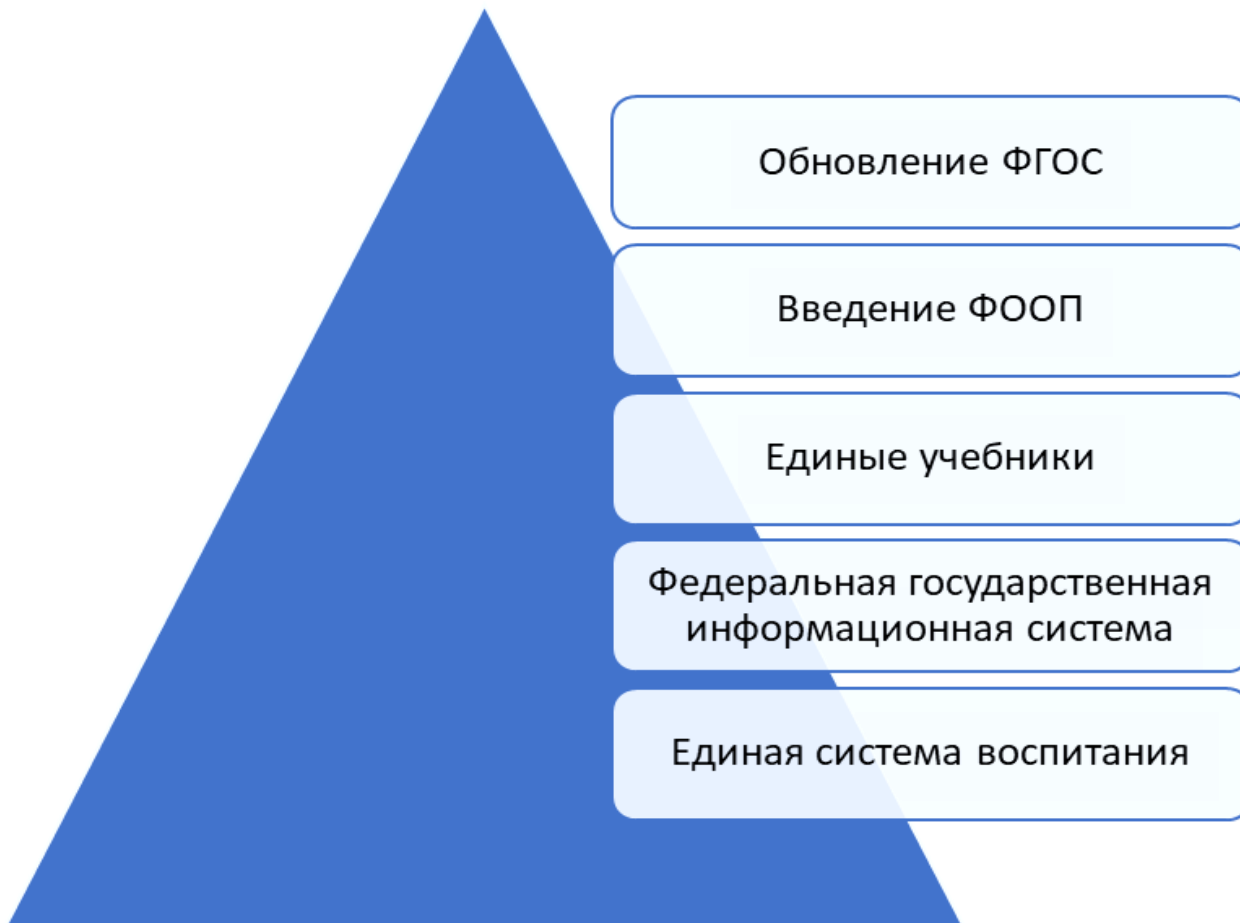 Обновление ФГОС
Введение ФООП
Единые учебники
Федеральная государственная
информационная система
Единая система воспитания